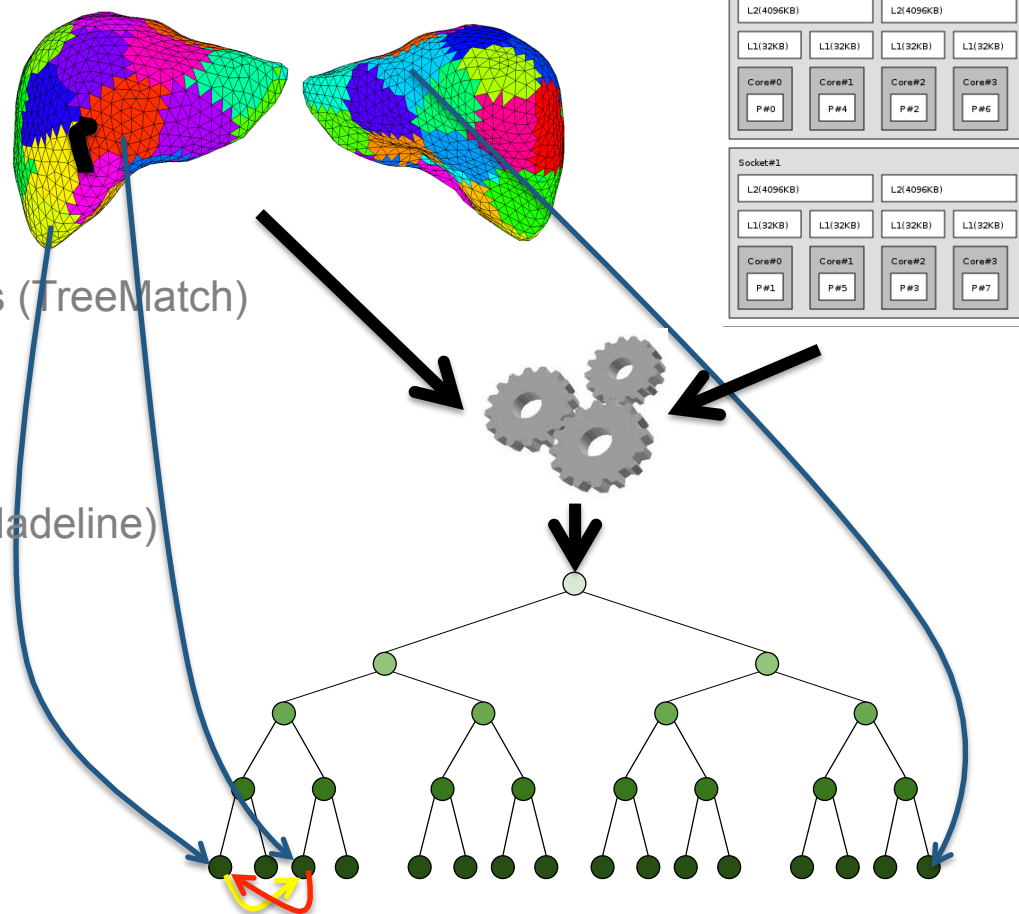 L2(4096KB) L2(4096KB)
L1(32KB) L1(32KB) L1(32KB) L1(32KB)
Core#0 Core#1 Core#2 Core#3
P#0 P#4 P#2 P#6
Socket#1
L2(4096KB) L2(4096KB)
L1(32KB) L1(32KB) L1(32KB) L1(32KB)
Core#0 Core#1 Core#2 Core#3
P#1 P#5 P#3 P#7
s (TreeMatch)
adeline)